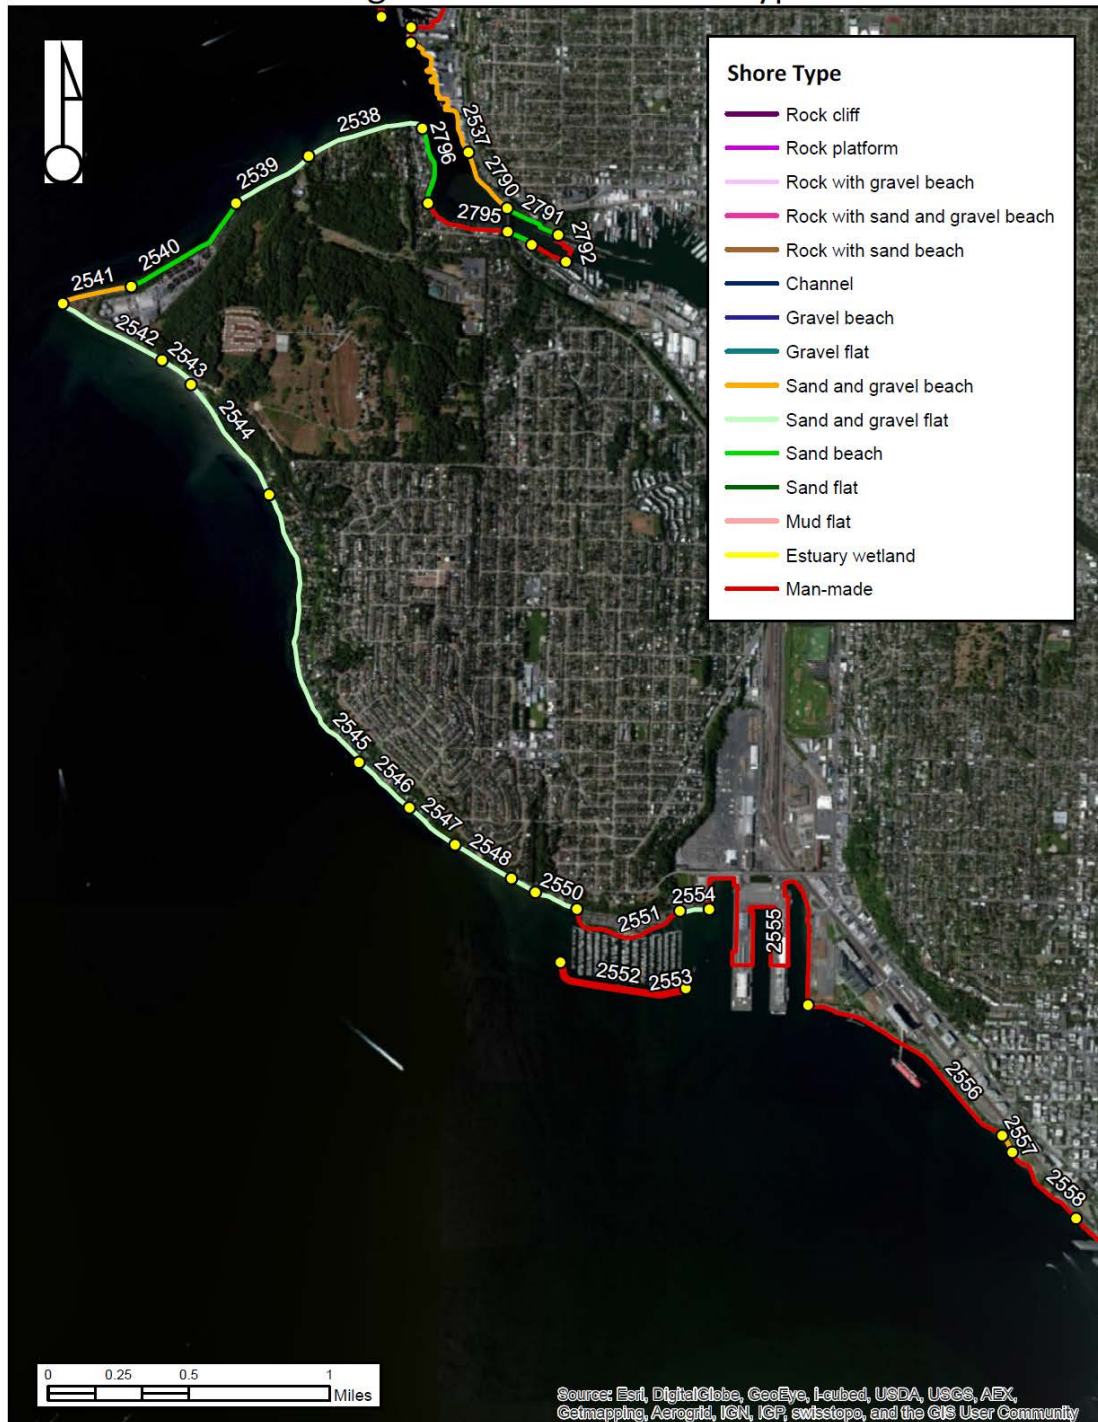 Shore Type
Rock cliff
Rock platform
Rock with gravel beach
Rock with sand and gravel beach
Rock with sand beach
Channel
Gravel beach
Gravel flat
Sand and gravel beach
Sand and gravel flat
Sand beach
Sand flat
Mud flat
Estuary wetland
Man-made
2538
2796
2537
2539
2790
2795
2791
2792
2540
2541
2542
2543
2544
2545
2546
2547
2548
2550
2551
2554
2555
2552
2553
2556
2557
2558
0 0.25 0.5 1
Miles
Source: Esri, DigitalGlobe, GeoEye, i-cubed, USDA, USGS, AEX,
Getmapping, Aerogrid, IGN, IGP, swisstopo, and the GIS User Community